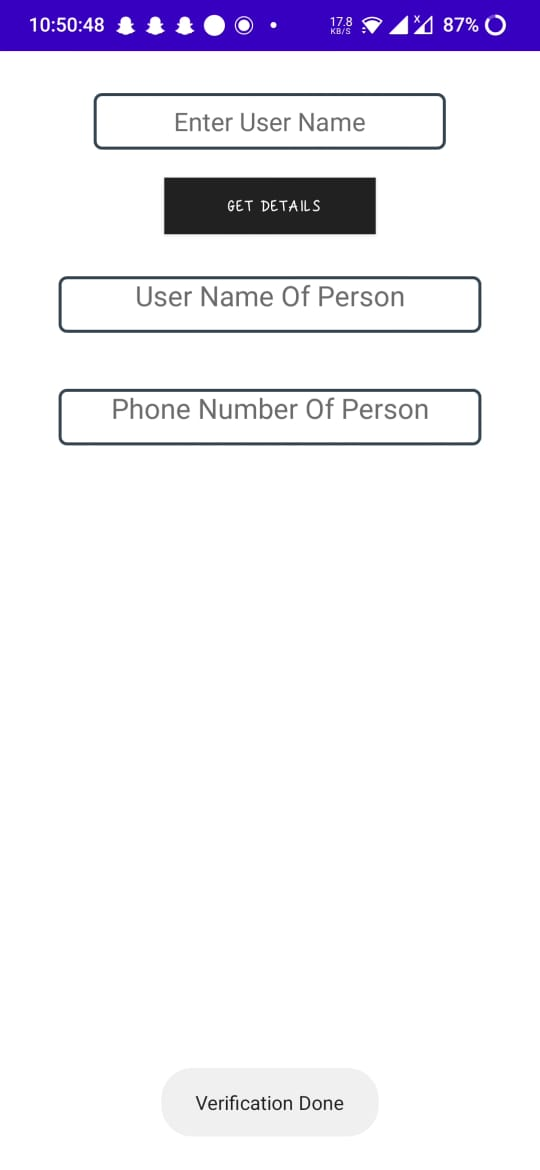 10:50:48 17.8 KB/S 87%
Enter User Name
GET DETAILS
User Name Of Person
Phone Number Of Person
Verification Done